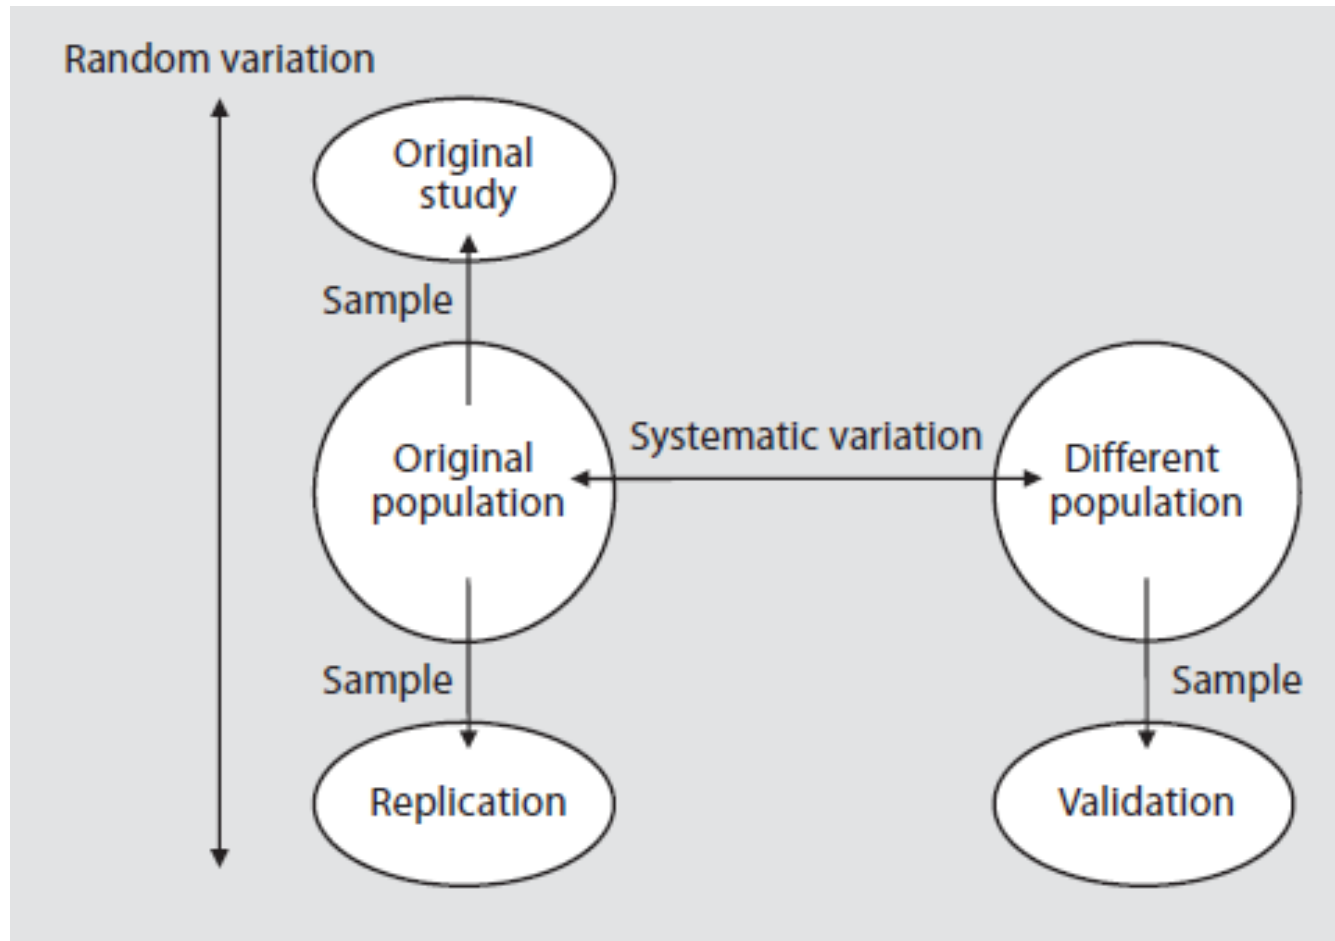 Random variation
Original
study
Sample
Systematic variation
Original
population
Different
population
Sample
Sample
Replication
Validation